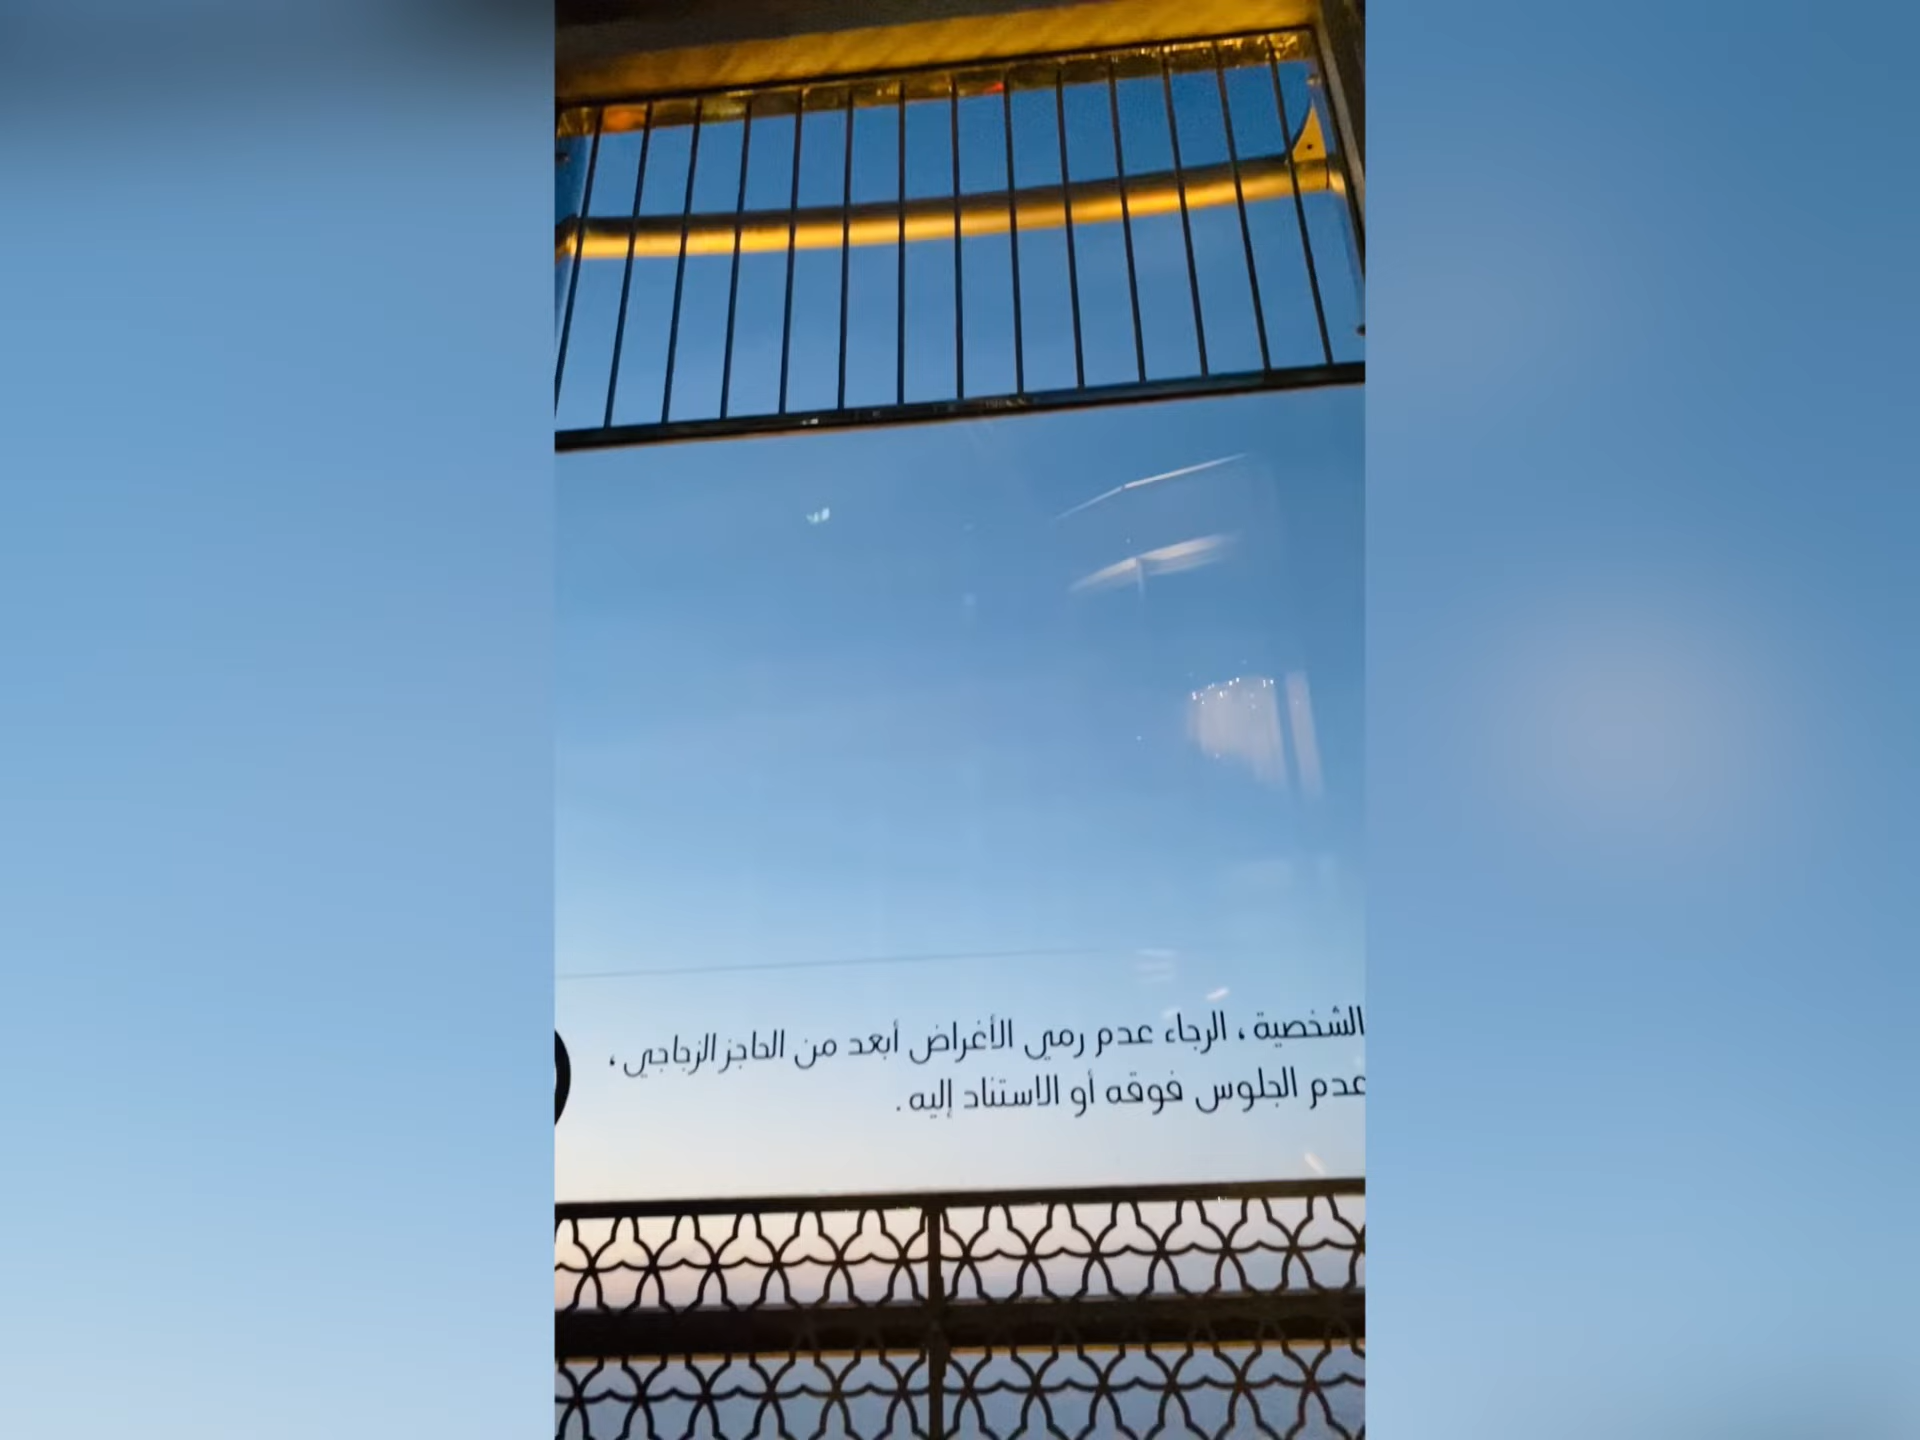 الشخصية ، الرجاء عدم رمي الأغراض أبعد من الحاجز الزجاجي ،
عدم الجلوس فوقه أو الاستناد إليه .